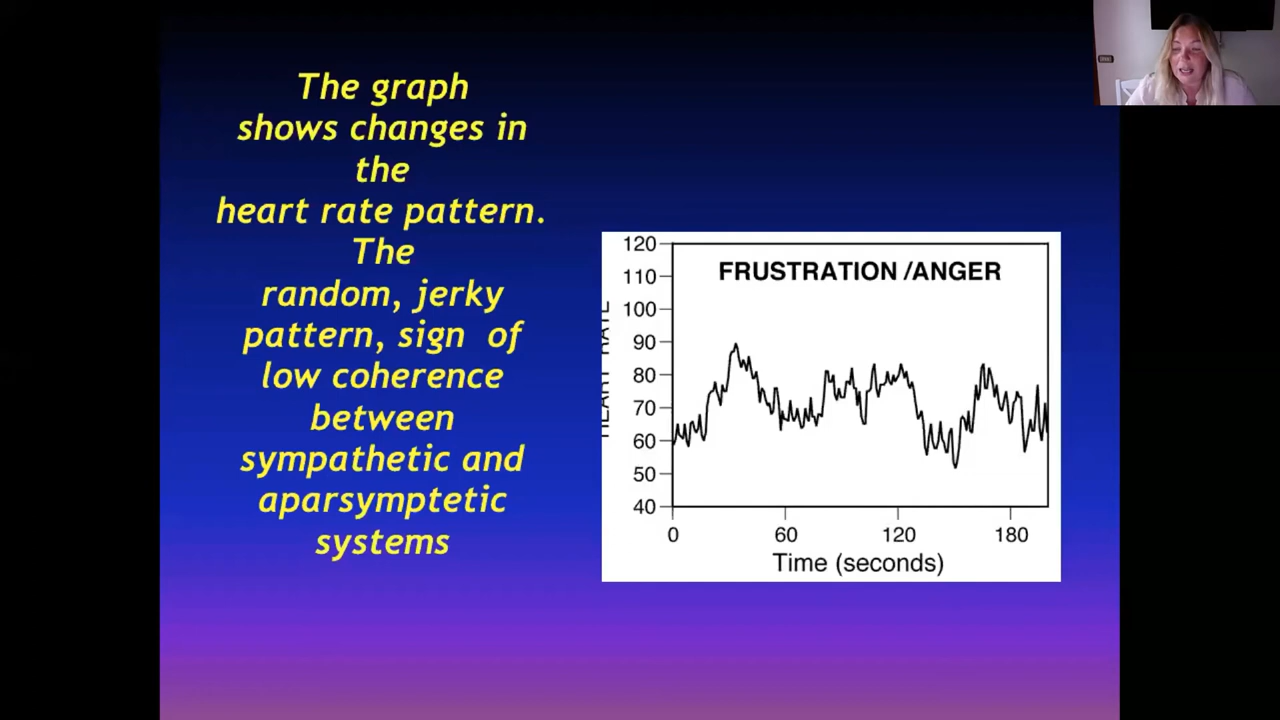 The graph
shows changes in
the
heart rate pattern.
The
random, jerky
pattern, sign of
low coherence
between
sympathetic and
aparsymptetic
systems
FRUSTRATION /ANGER
HEART RATE
120
110
100
90
80
70
60
50
40
0 60 120 180
Time (seconds)